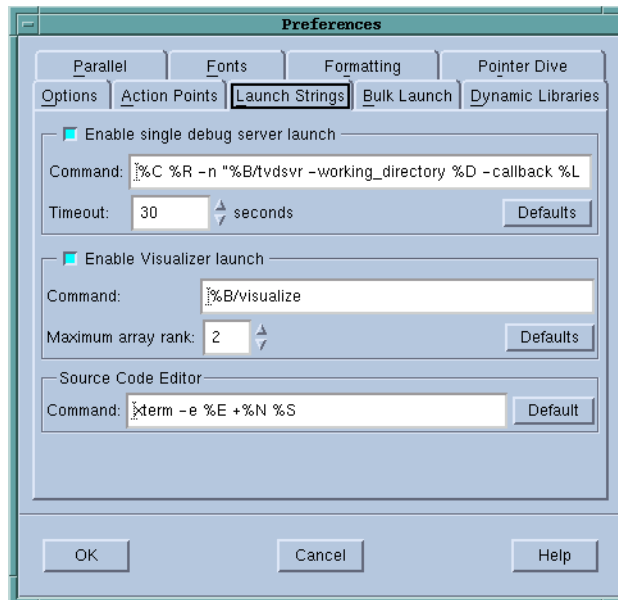 Preferences
Parallel Fonts Formatting Pointer Dive
Options Action Points Launch Strings Bulk Launch Dynamic Libraries
Enable single debug server launch
Command: %C %R -n "%B/tvdsvr -working_directory %D -callback %L
Timeout: 30 seconds Defaults
Enable Visualizer launch
Command: %B/visualize
Maximum array rank: 2 Defaults
Source Code Editor
Command: xterm -e %E +%N %S Default
OK Cancel Help